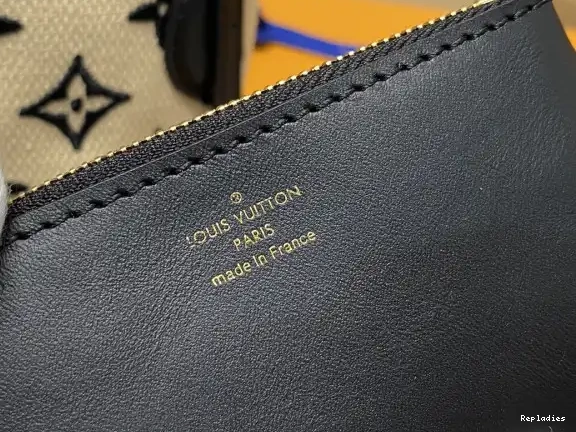 ®
LOUIS VUITTON
PARIS
made in France
Repladies